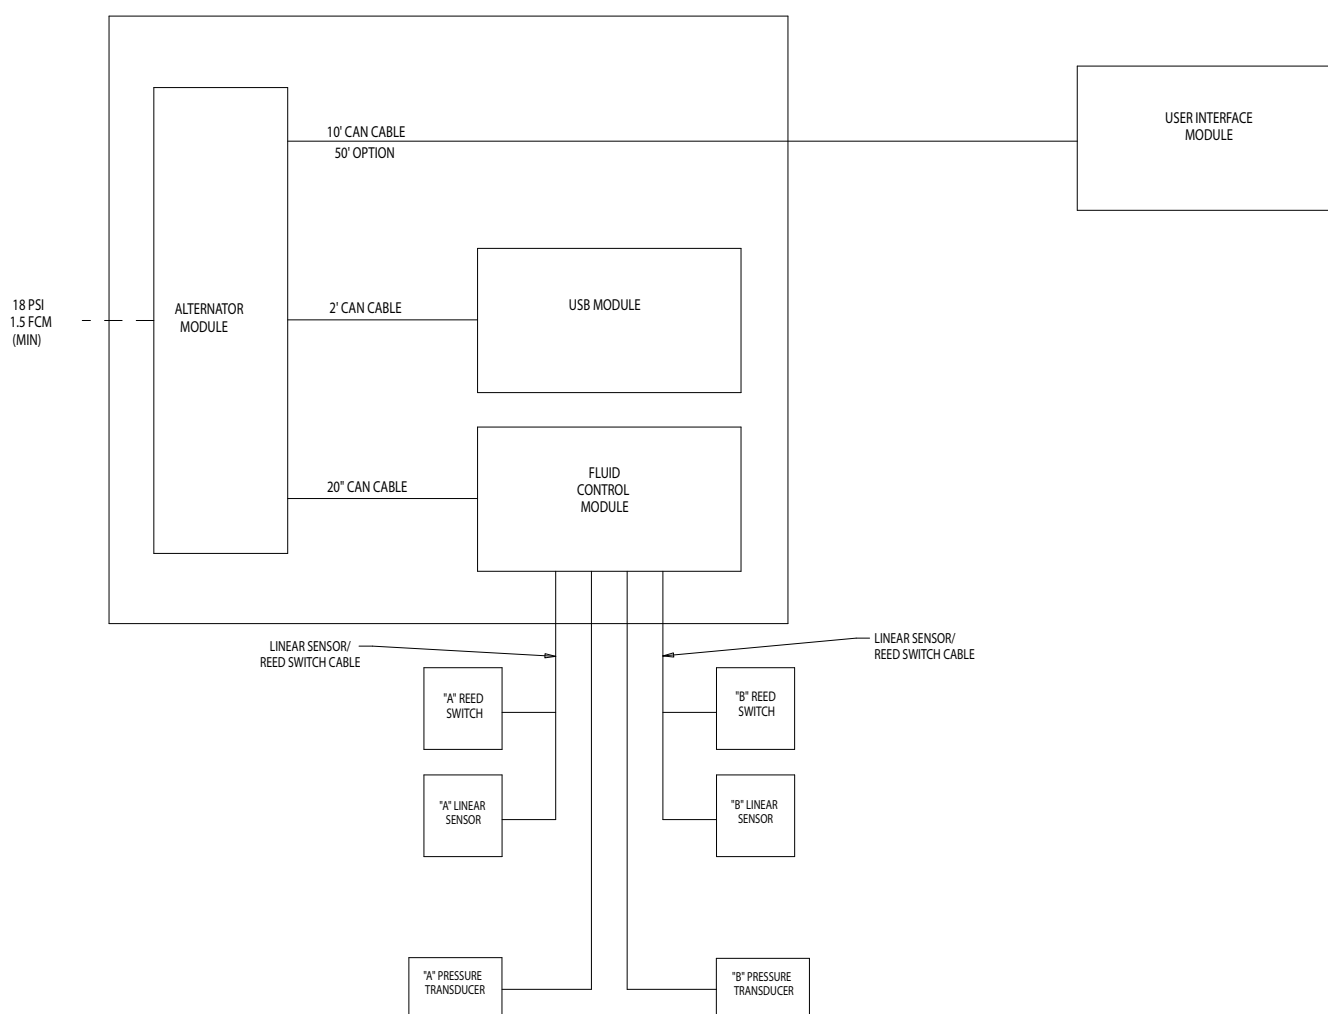 10' CAN CABLE
50' OPTION
USER INTERFACE
MODULE
18 PSI
1.5 FCM
(MIN)
ALTERNATOR
MODULE
2' CAN CABLE
USB MODULE
20" CAN CABLE
FLUID
CONTROL
MODULE
LINEAR SENSOR/
REED SWITCH CABLE
LINEAR SENSOR/
REED SWITCH CABLE
"A" REED
SWITCH
"B" REED
SWITCH
"A" LINEAR
SENSOR
"B" LINEAR
SENSOR
"A" PRESSURE
TRANSDUCER
"B" PRESSURE
TRANSDUCER